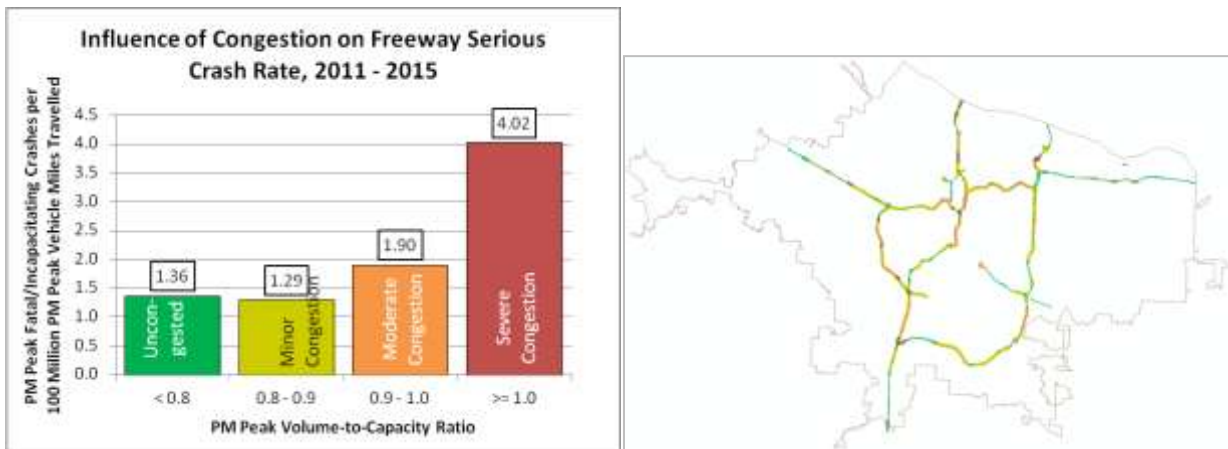 Influence of Congestion on Freeway Serious
Crash Rate, 2011 - 2015
PM Peak Fatal/Incapacitating Crashes per
100 Million PM Peak Vehicle Miles Travelled
4.5
4.0
3.5
3.0
2.5
2.0
1.5
1.0
0.5
0.0
1.36
1.29
1.90
4.02
Uncon-
gested
Minor
Congestion
Moderate
Congestion
Severe
Congestion
< 0.8
0.8 - 0.9
0.9 - 1.0
>= 1.0
PM Peak Volume-to-Capacity Ratio